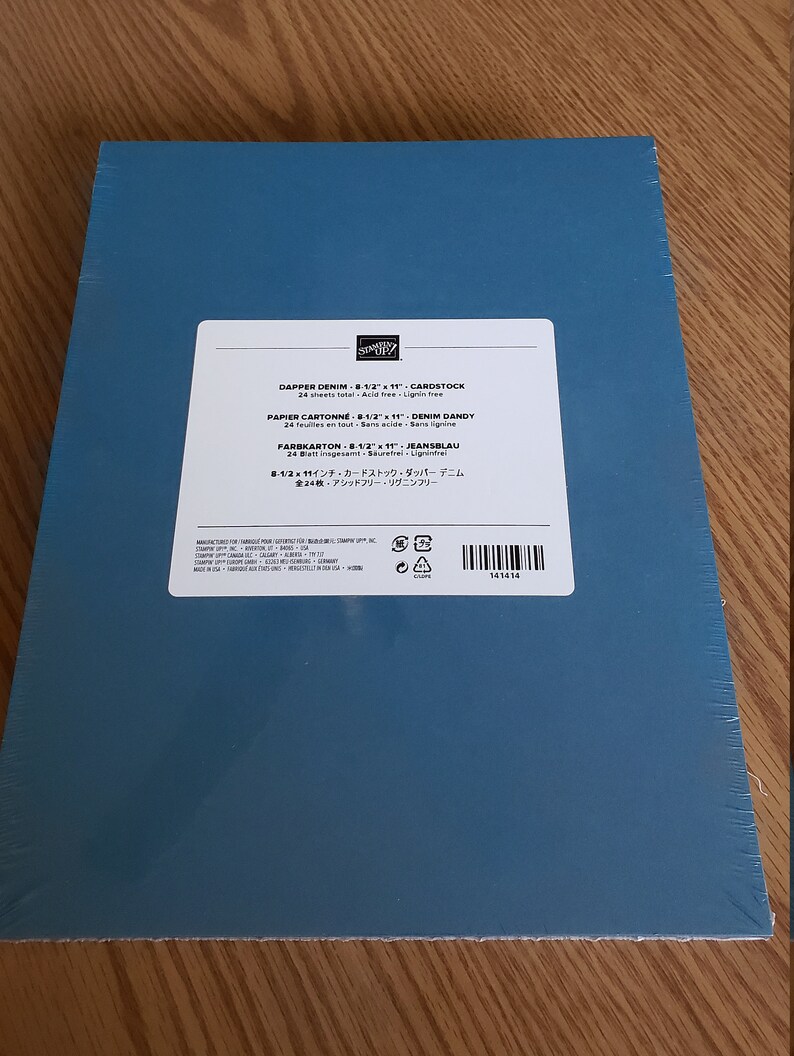 STAMPIN' UP!
DAPPER DENIM • 8-1/2" x 11" • CARDSTOCK
24 sheets total • Acid free • Lignin free
PAPIER CARTONNÉ • 8-1/2" x 11" • DENIM DANDY
24 feuilles en tout • Sans acide • Sans lignine
FARBKARTON • 8-1/2" x 11" • JEANSBLAU
24 Blatt insgesamt • Säurefrei • Ligninfrei
8-1/2 x 11インチ・カードストック・ダッパー デニム
全24枚・アシッドフリー・リグニンフリー
MANUFACTURED FOR / FABRIQUÉ POUR / GEFERTIGT FÜR / STAMPIN' UP!®, INC.
STAMPIN' UP!®, INC. • RIVERTON, UT • 84065 • USA
STAMPIN' UP!® CANADA ULC • CALGARY • ALBERTA • T1Y 7J7
STAMPIN' UP!® EUROPE GMBH • 63263 NEU-ISENBURG • GERMANY
MADE IN USA • FABRIQUÉ AUX ÉTATS-UNIS • HERGESTELLT IN DEN USA • 米国製
紙 プラ
81
C/LDPE
141414